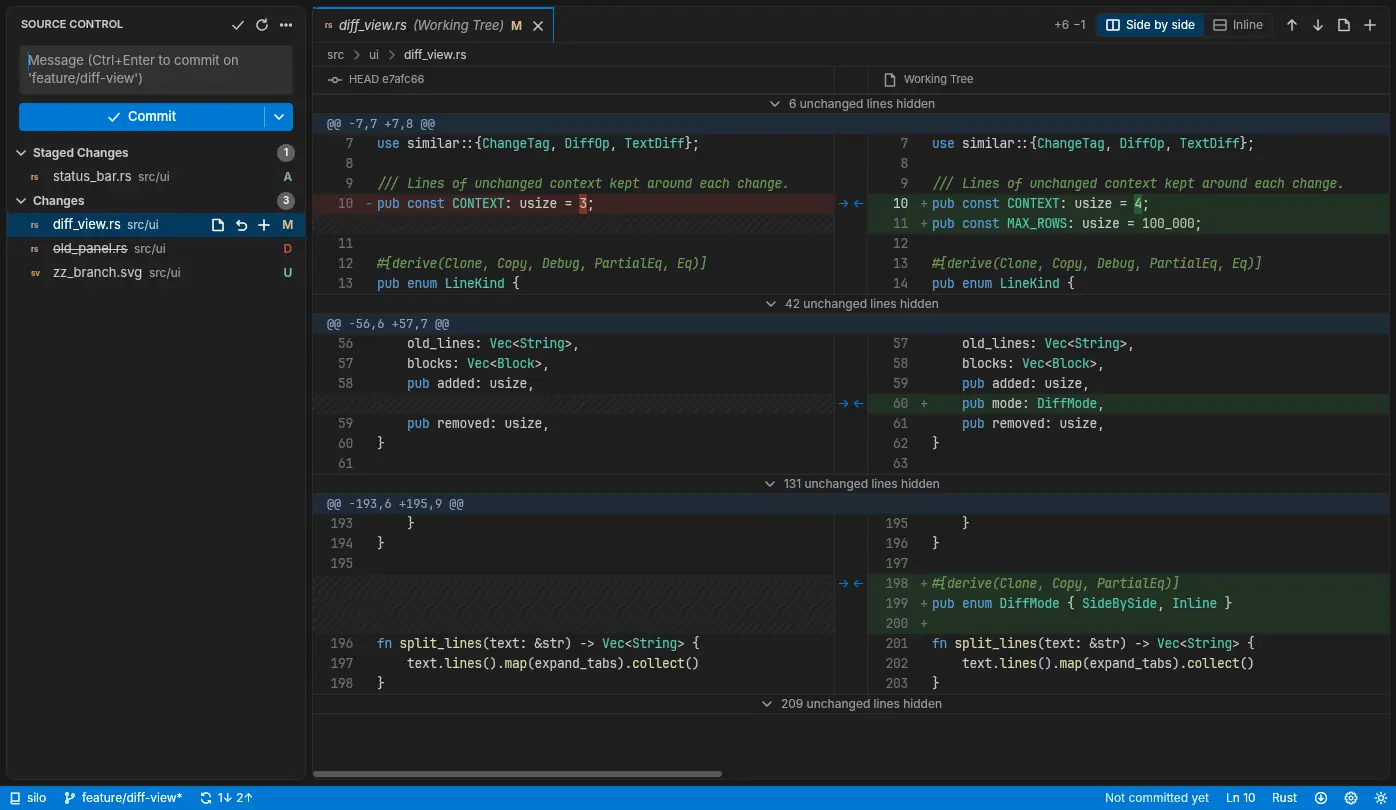 SOURCE CONTROL
Message (Ctrl+Enter to commit on
'feature/diff-view')
Commit
Staged Changes 1
rs status_bar.rs src/ui A
Changes 3
rs diff_view.rs src/ui M
rs old_panel.rs src/ui D
sv zz_branch.svg src/ui U
rs diff_view.rs (Working Tree) M
+6 −1 Side by side Inline
src ui diff_view.rs
HEAD e7afc66 Working Tree
6 unchanged lines hidden
@@ -7,7 +7,8 @@
7 use similar::{ChangeTag, DiffOp, TextDiff}; 7 use similar::{ChangeTag, DiffOp, TextDiff};
8 8
9 /// Lines of unchanged context kept around each change. 9 /// Lines of unchanged context kept around each change.
10 - pub const CONTEXT: usize = 3; → ← 10 + pub const CONTEXT: usize = 4;
11 + pub const MAX_ROWS: usize = 100_000;
11 12
12 #[derive(Clone, Copy, Debug, PartialEq, Eq)] 13 #[derive(Clone, Copy, Debug, PartialEq, Eq)]
13 pub enum LineKind { 14 pub enum LineKind {
42 unchanged lines hidden
@@ -56,6 +57,7 @@
56 old_lines: Vec<String>, 57 old_lines: Vec<String>,
57 blocks: Vec<Block>, 58 blocks: Vec<Block>,
58 pub added: usize, 59 pub added: usize,
→ ← 60 + pub mode: DiffMode,
59 pub removed: usize, 61 pub removed: usize,
60 } 62 }
61 63
131 unchanged lines hidden
@@ -193,6 +195,9 @@
193 } 195 }
194 } 196 }
195 197
→ ← 198 + #[derive(Clone, Copy, PartialEq)]
199 + pub enum DiffMode { SideBySide, Inline }
200 +
196 fn split_lines(text: &str) -> Vec<String> { 201 fn split_lines(text: &str) -> Vec<String> {
197 text.lines().map(expand_tabs).collect() 202 text.lines().map(expand_tabs).collect()
198 } 203 }
209 unchanged lines hidden
silo feature/diff-view* 1↓ 2↑ Not committed yet Ln 10 Rust